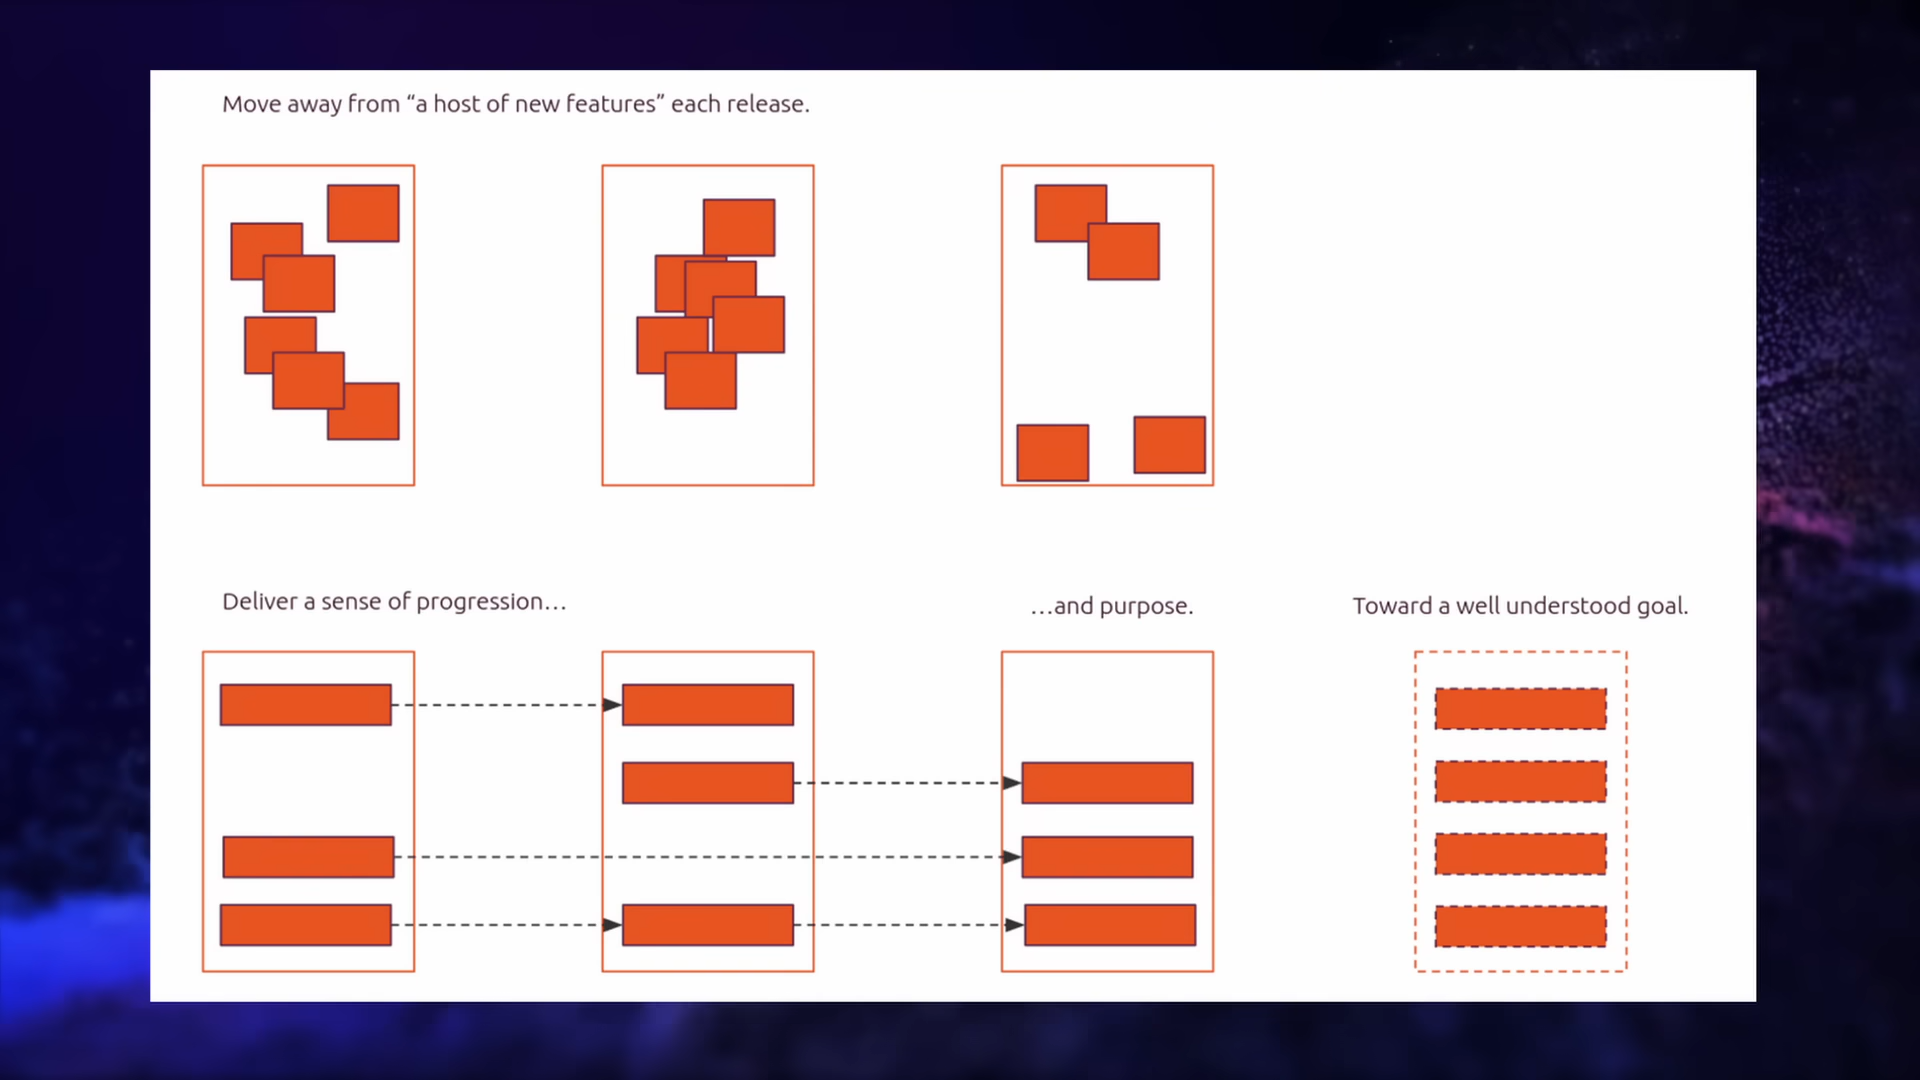 Move away from “a host of new features” each release.
Deliver a sense of progression…
…and purpose.
Toward a well understood goal.